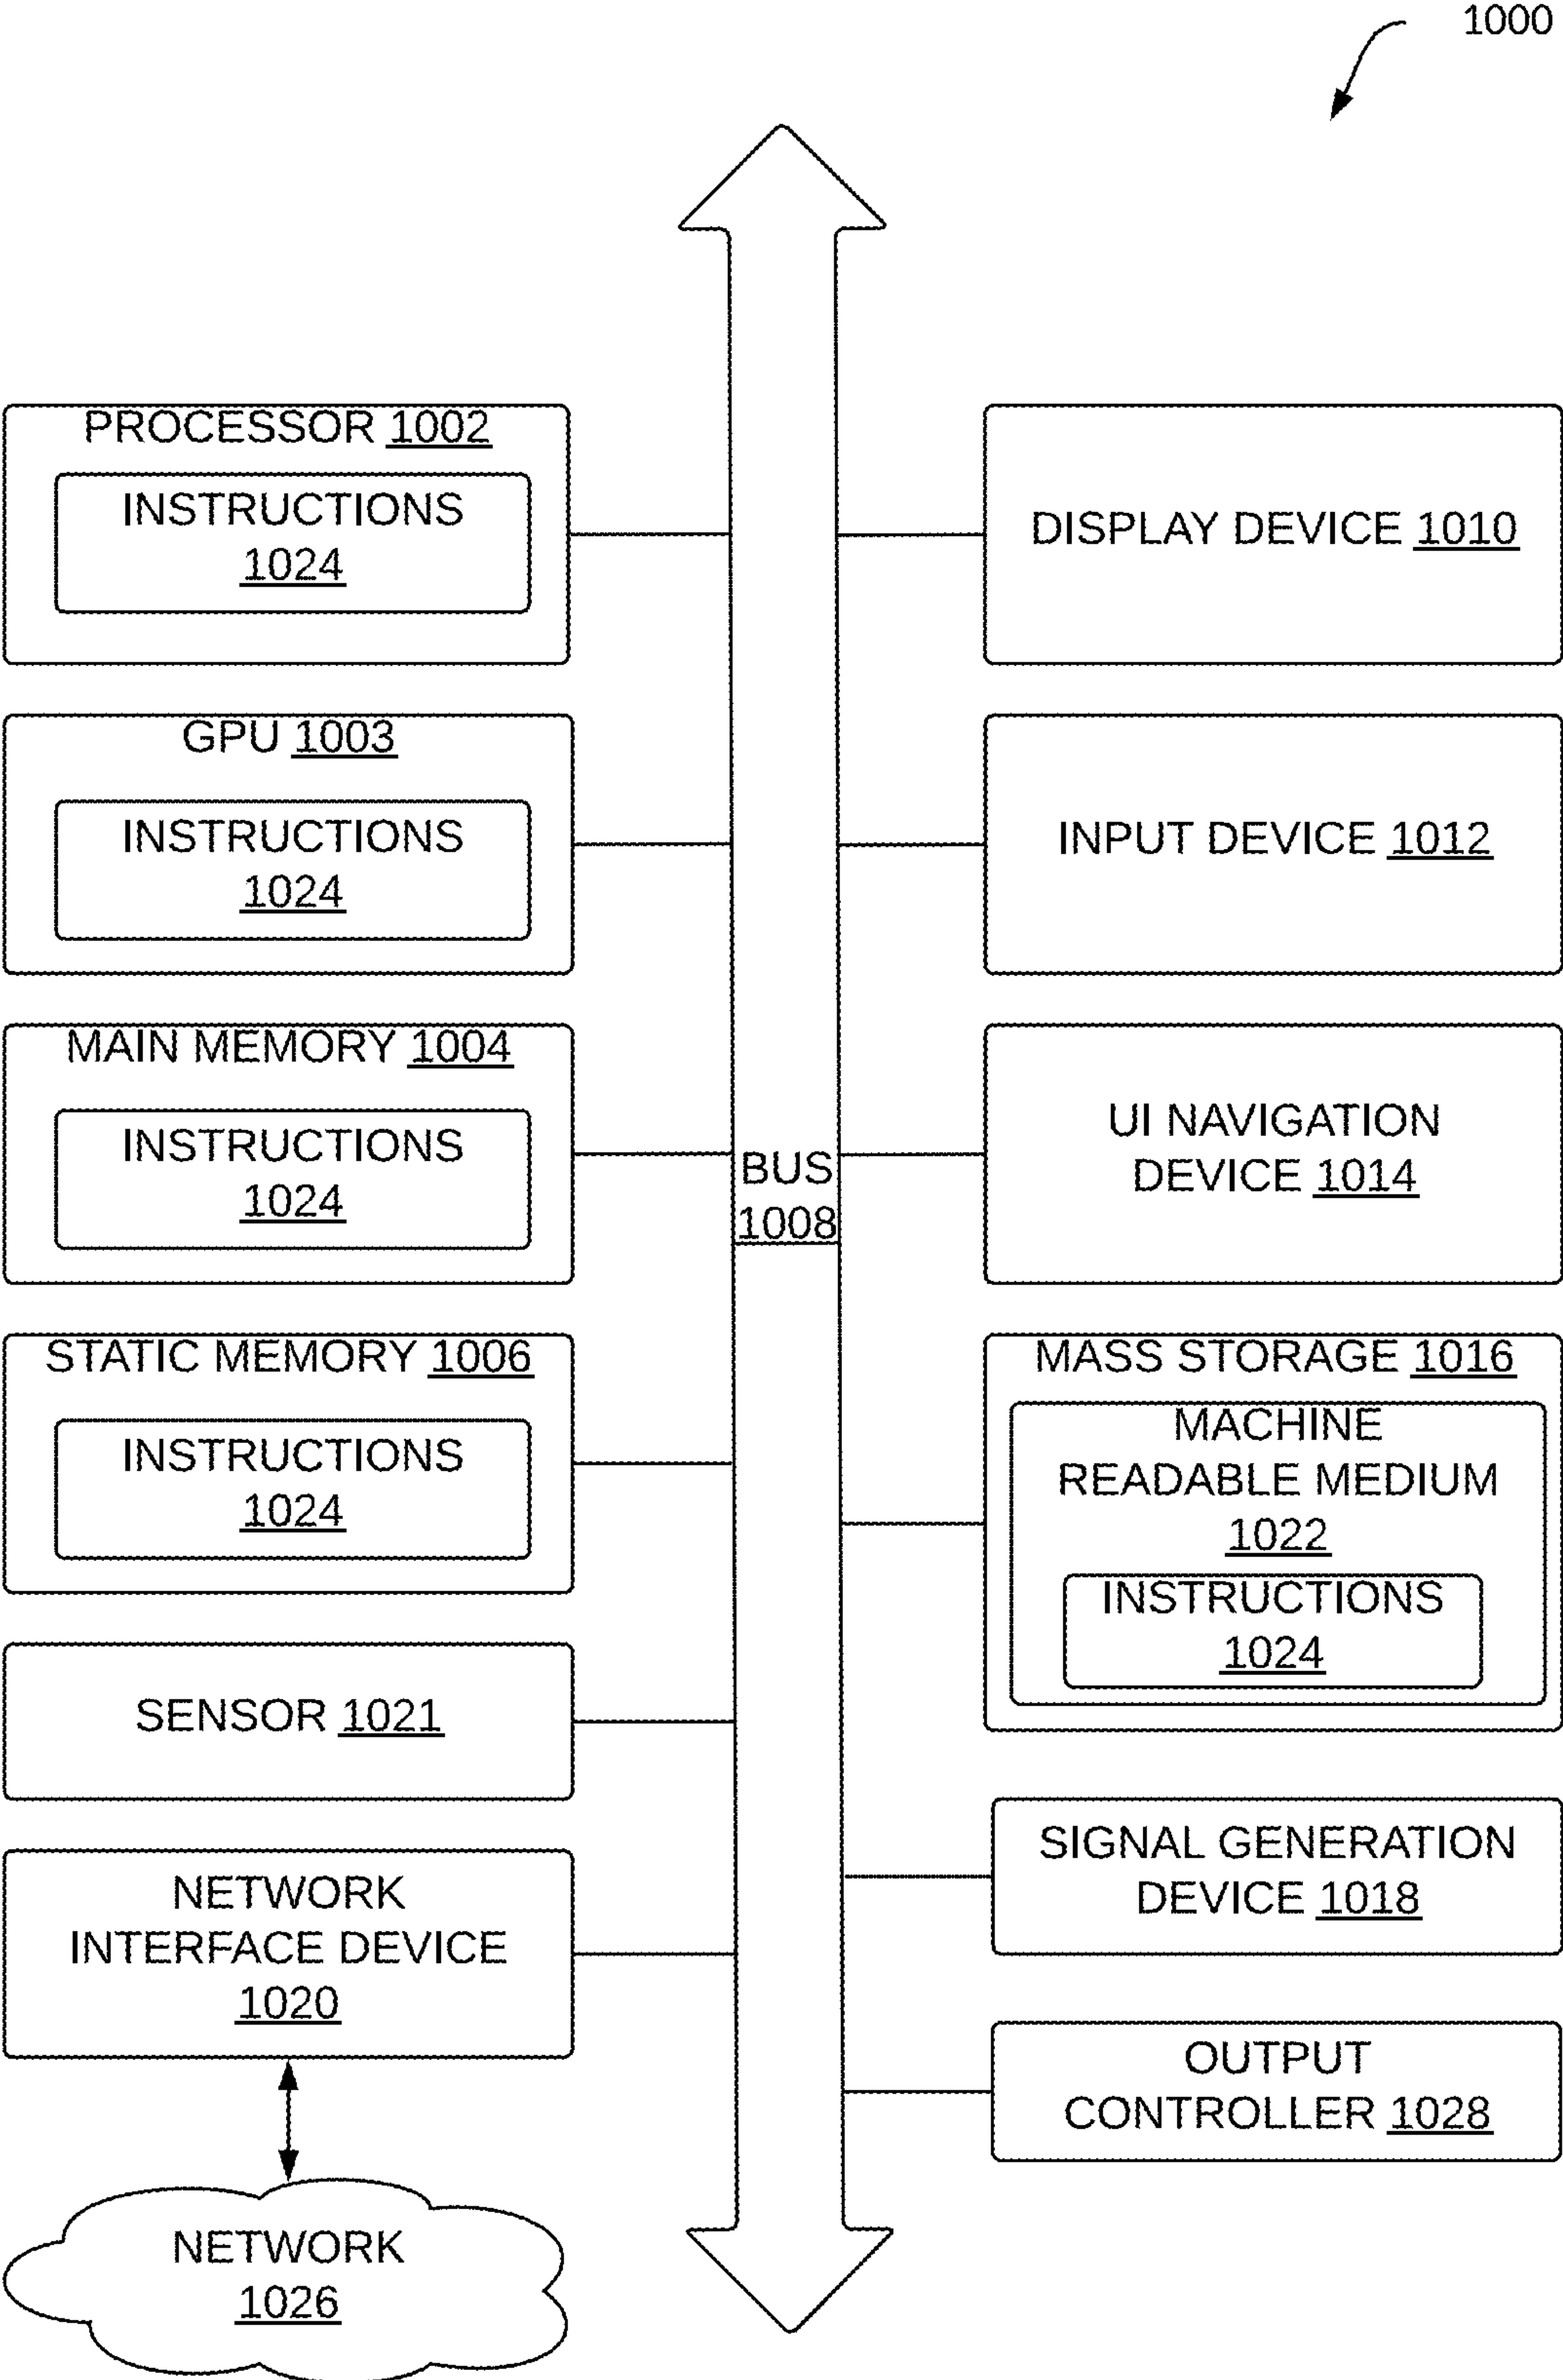 1000
PROCESSOR 1002
INSTRUCTIONS
1024
GPU 1003
INSTRUCTIONS
1024
MAIN MEMORY 1004
INSTRUCTIONS
1024
STATIC MEMORY 1006
INSTRUCTIONS
1024
SENSOR 1021
NETWORK
INTERFACE DEVICE
1020
NETWORK
1026
BUS
1008
DISPLAY DEVICE 1010
INPUT DEVICE 1012
UI NAVIGATION
DEVICE 1014
MASS STORAGE 1016
MACHINE
READABLE MEDIUM
1022
INSTRUCTIONS
1024
SIGNAL GENERATION
DEVICE 1018
OUTPUT
CONTROLLER 1028